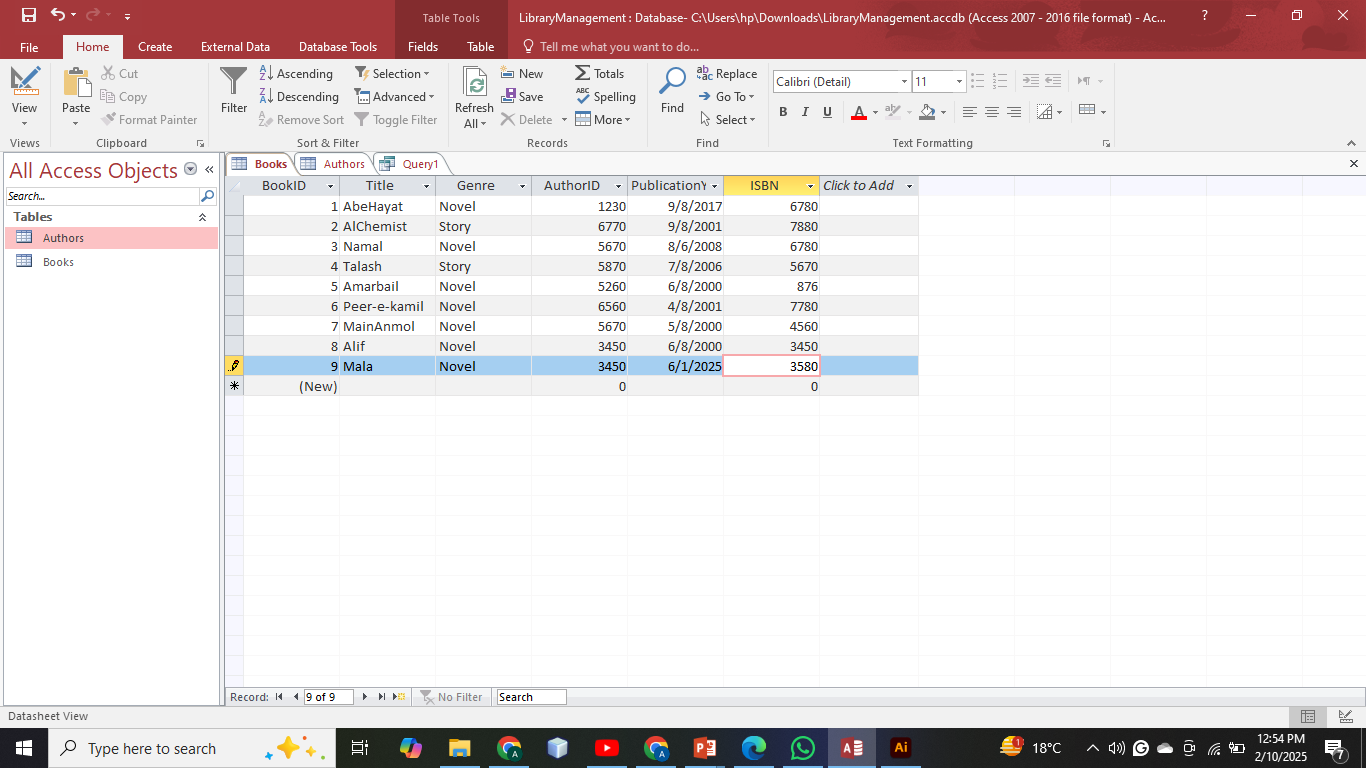 Table Tools
LibraryManagement : Database- C:\Users\hp\Downloads\LibraryManagement.accdb (Access 2007 - 2016 file format) - Ac...
?
File Home Create External Data Database Tools Fields Table Tell me what you want to do...
View
Views
Paste
Cut
Copy
Format Painter
Clipboard
Filter
Ascending
Descending
Remove Sort
Selection
Advanced
Toggle Filter
Sort & Filter
Refresh
All
New
Save
Delete
Totals
Spelling
More
Records
Find
Replace
Go To
Select
Find
Calibri (Detail) 11
B I U
Text Formatting
All Access Objects
Search...
Tables
Authors
Books
Books Authors Query1
BookID Title Genre AuthorID PublicationY ISBN Click to Add
1 AbeHayat Novel 1230 9/8/2017 6780
2 AlChemist Story 6770 9/8/2001 7880
3 Namal Novel 5670 8/6/2008 6780
4 Talash Story 5870 7/8/2006 5670
5 Amarbail Novel 5260 6/8/2000 876
6 Peer-e-kamil Novel 6560 4/8/2001 7780
7 MainAnmol Novel 5670 5/8/2000 4560
8 Alif Novel 3450 6/8/2000 3450
9 Mala Novel 3450 6/1/2025 3580
(New) 0 0
Record: 9 of 9 No Filter Search
Datasheet View
Type here to search
18°C
12:54 PM
2/10/2025
7